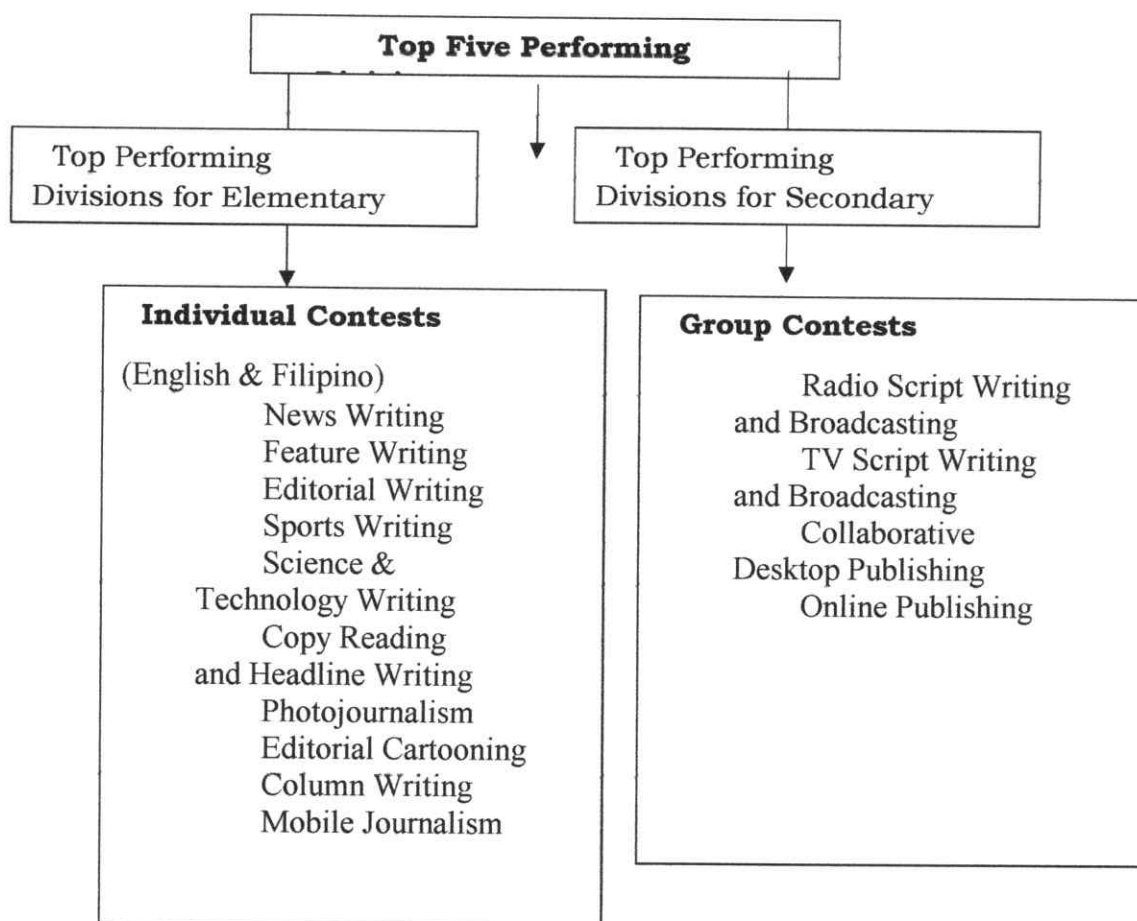 Top Five Performing
Top Performing
Divisions for Elementary
Top Performing
Divisions for Secondary
Individual Contests
(English & Filipino)
News Writing
Feature Writing
Editorial Writing
Sports Writing
Science &
Technology Writing
Copy Reading
and Headline Writing
Photojournalism
Editorial Cartooning
Column Writing
Mobile Journalism
Group Contests
Radio Script Writing
and Broadcasting
TV Script Writing
and Broadcasting
Collaborative
Desktop Publishing
Online Publishing